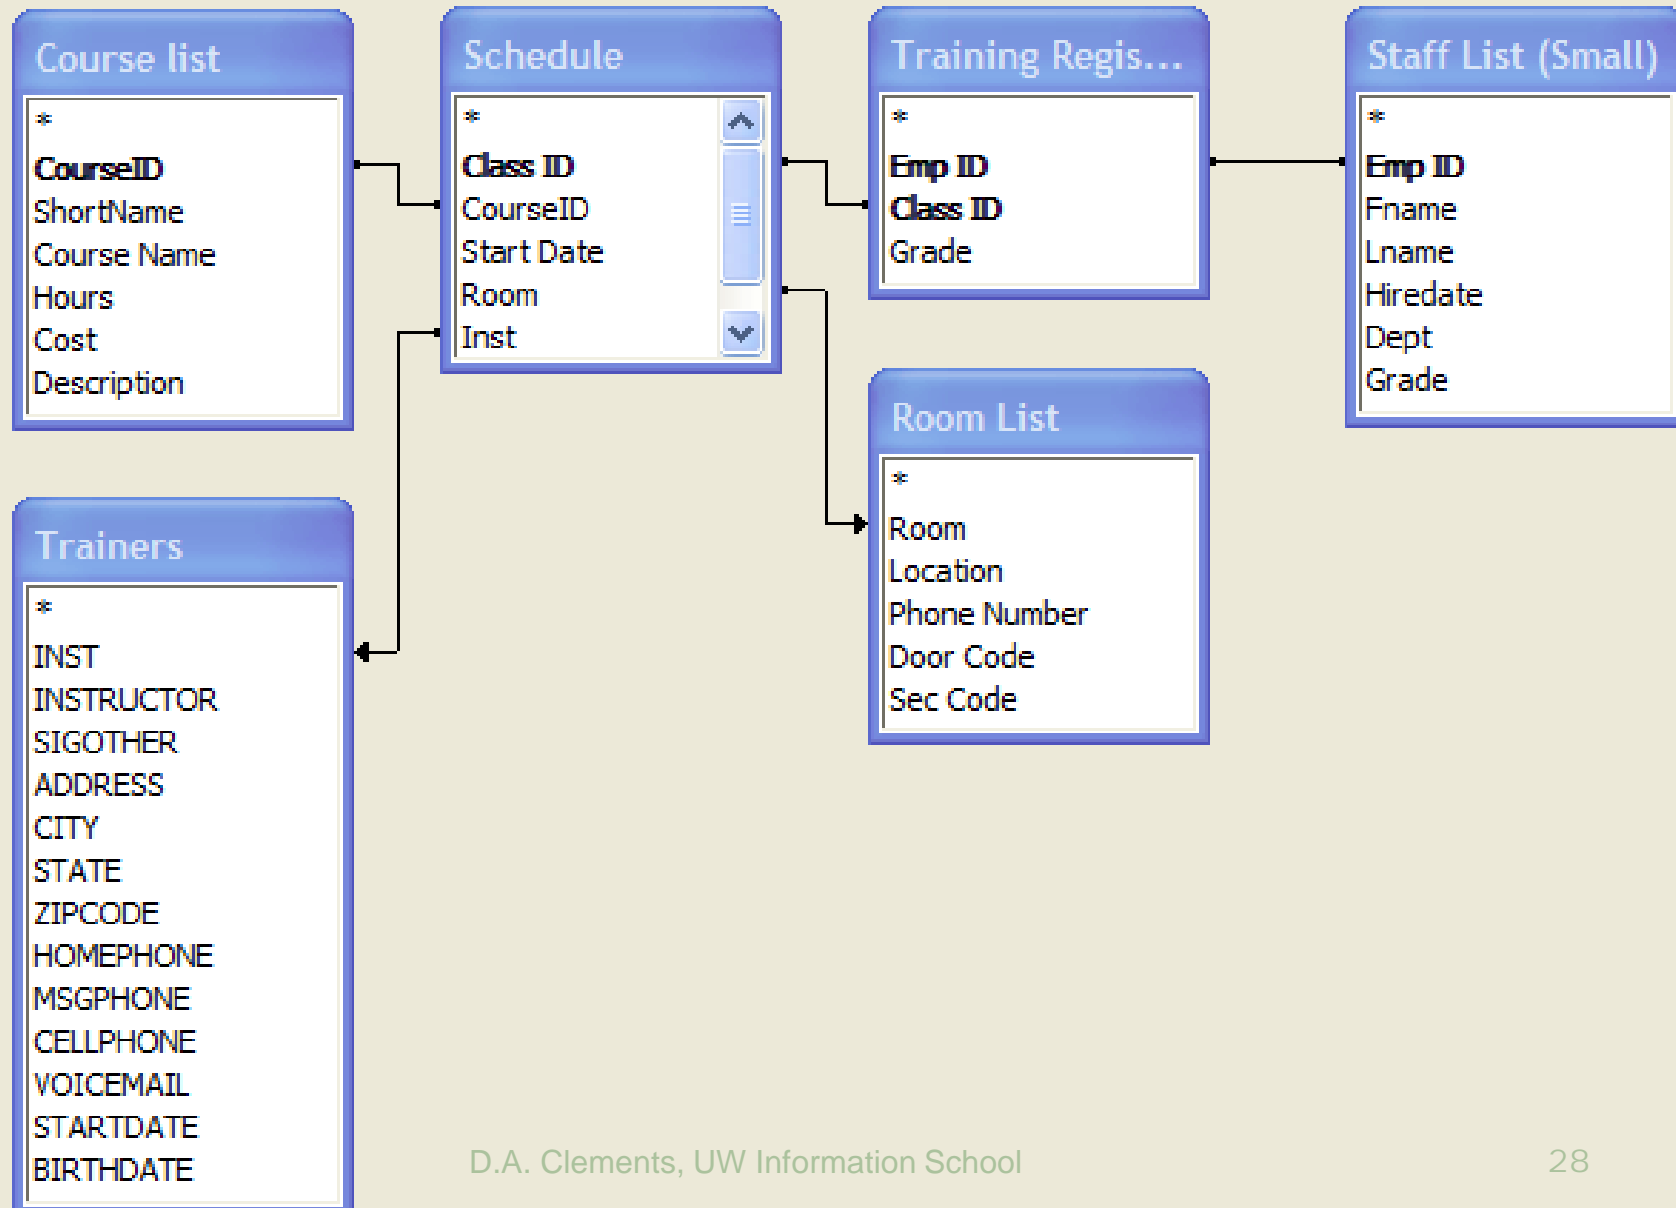 Course list
*
CourseID
ShortName
Course Name
Hours
Cost
Description
Schedule
*
Class ID
CourseID
Start Date
Room
Inst
Training Regis...
*
Emp ID
Class ID
Grade
Staff List (Small)
*
Emp ID
Fname
Lname
Hiredate
Dept
Grade
Room List
*
Room
Location
Phone Number
Door Code
Sec Code
Trainers
*
INST
INSTRUCTOR
SIGOTHER
ADDRESS
CITY
STATE
ZIPCODE
HOMEPHONE
MSGPHONE
CELLPHONE
VOICEMAIL
STARTDATE
BIRTHDATE
D.A. Clements, UW Information School
28